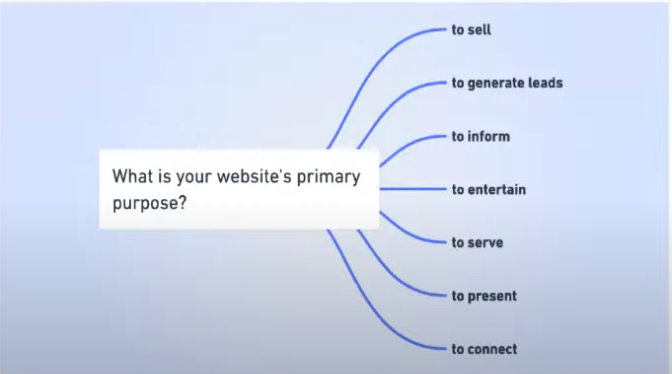 to sell
to generate leads
to inform
What is your website's primary
purpose?
to entertain
to serve
to present
to connect